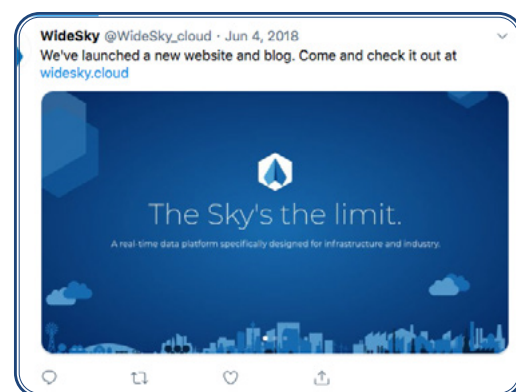 WideSky @WideSky_cloud · Jun 4, 2018
We've launched a new website and blog. Come and check it out at
widesky.cloud
The Sky's the limit.
A real-time data platform specifically designed for infrastructure and industry.